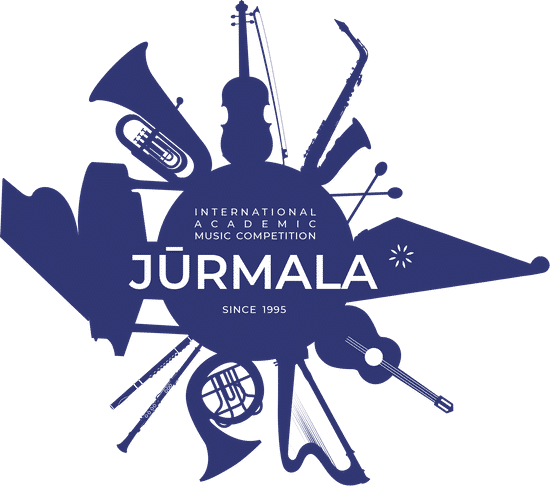 INTERNATIONAL
ACADEMIC
MUSIC COMPETITION
JŪRMALA
SINCE 1995